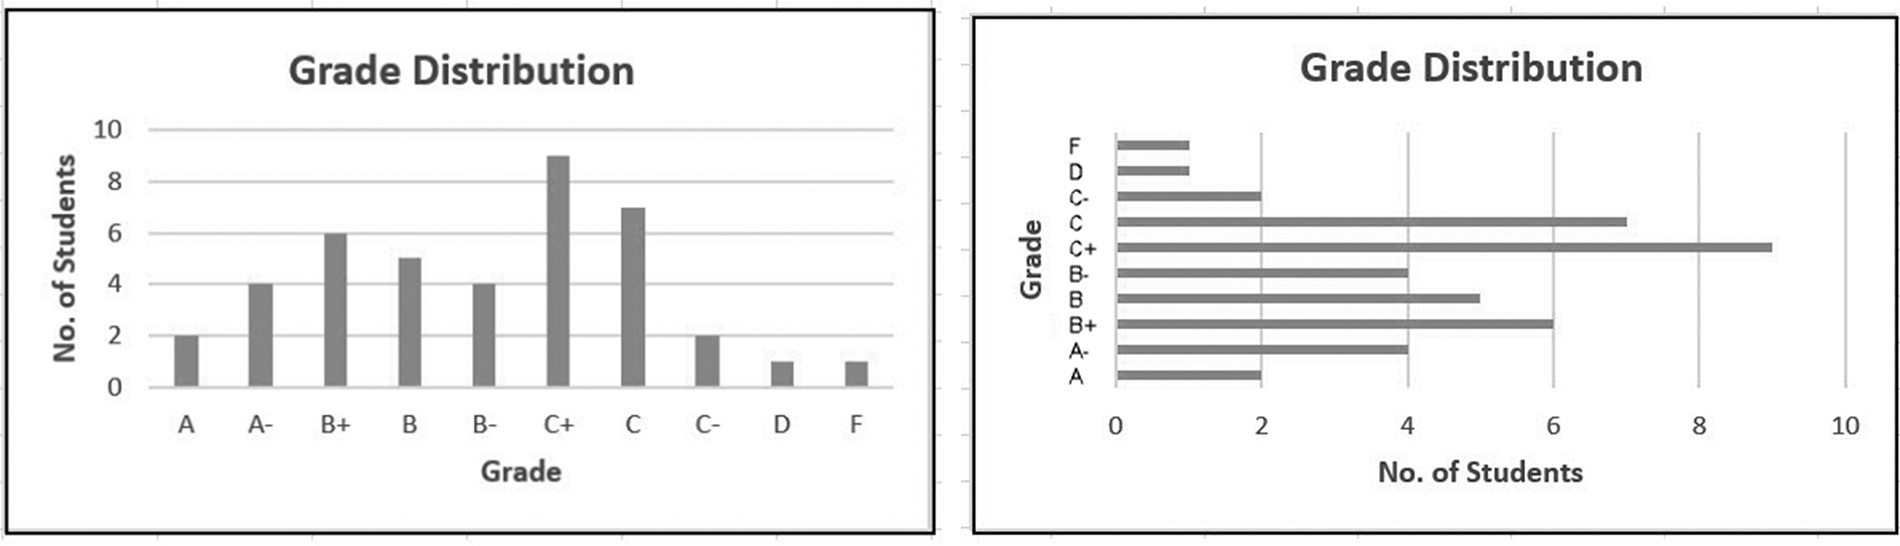 Grade Distribution
10
8
6
4
2
0
No. of Students
A A- B+ B B- C+ C C- D F
Grade
Grade Distribution
F
D
C-
C
C+
B-
B
B+
A-
A
Grade
0 2 4 6 8 10
No. of Students